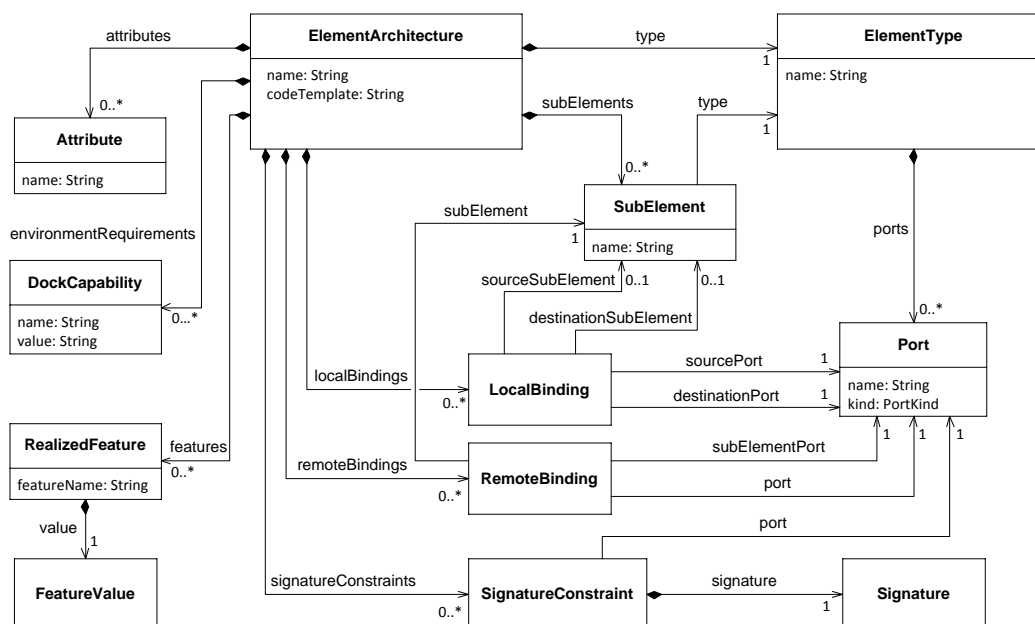 attributes
ElementArchitecture
type
ElementType
name: String
codeTemplate: String
1
name: String
subElements
type
0..*
1
Attribute
name: String
0..*
subElement
SubElement
environmentRequirements
1
name: String
ports
DockCapability
sourceSubElement
0..1
0..1
name: String
value: String
0...*
destinationSubElement
0..*
Port
localBindings
sourcePort
1
LocalBinding
name: String
kind: PortKind
0..*
destinationPort
1
RealizedFeature
features
subElementPort
1
1
1
featureName: String
0..*
remoteBindings
RemoteBinding
0..*
port
value
1
port
FeatureValue
signatureConstraints
SignatureConstraint
signature
Signature
0..*
1